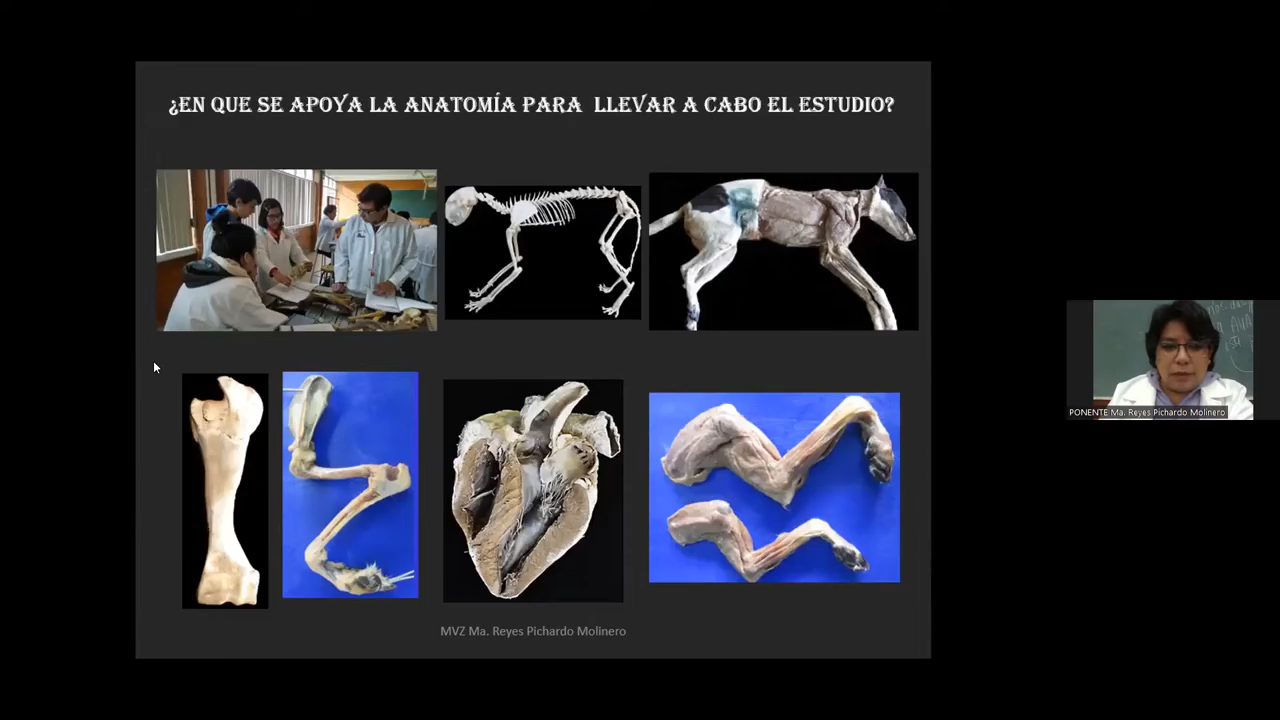 ¿EN QUE SE APOYA LA ANATOMÍA PARA LLEVAR A CABO EL ESTUDIO?
PONENTE Ma. Reyes Pichardo Molinero
MVZ Ma. Reyes Pichardo Molinero